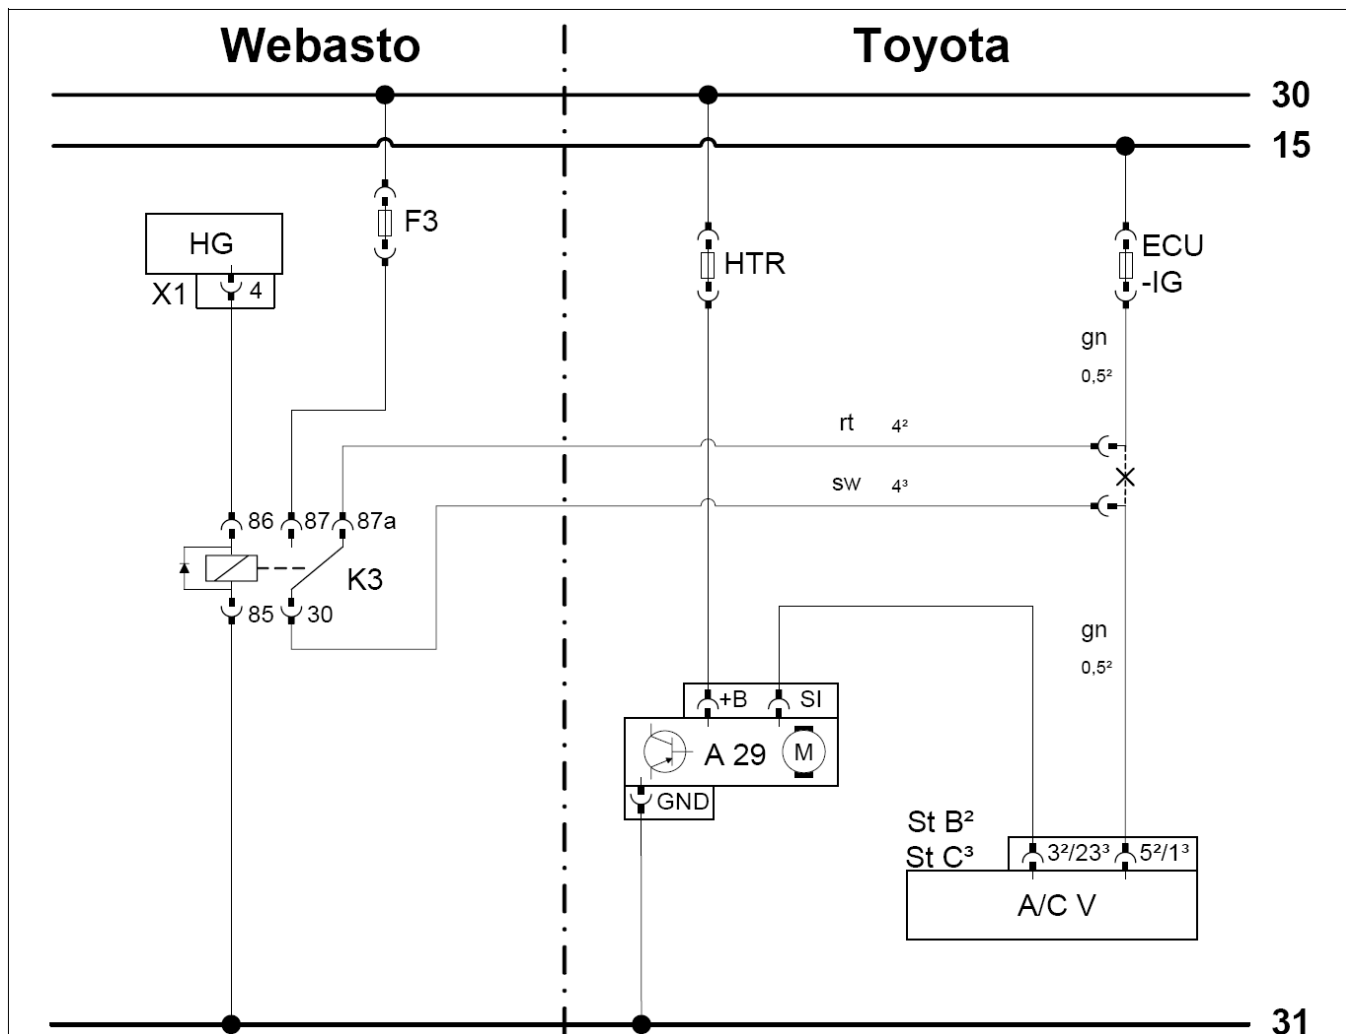 Webasto Toyota
30
15
F3
HG
X1 4
HTR
ECU
-IG
gn
0,5²
rt 4²
sw 4³
86 87 87a
K3
85 30
gn
0,5²
+B SI
A 29 M
GND
St B²
St C³ 3²/23³ 5²/1³
A/C V
31